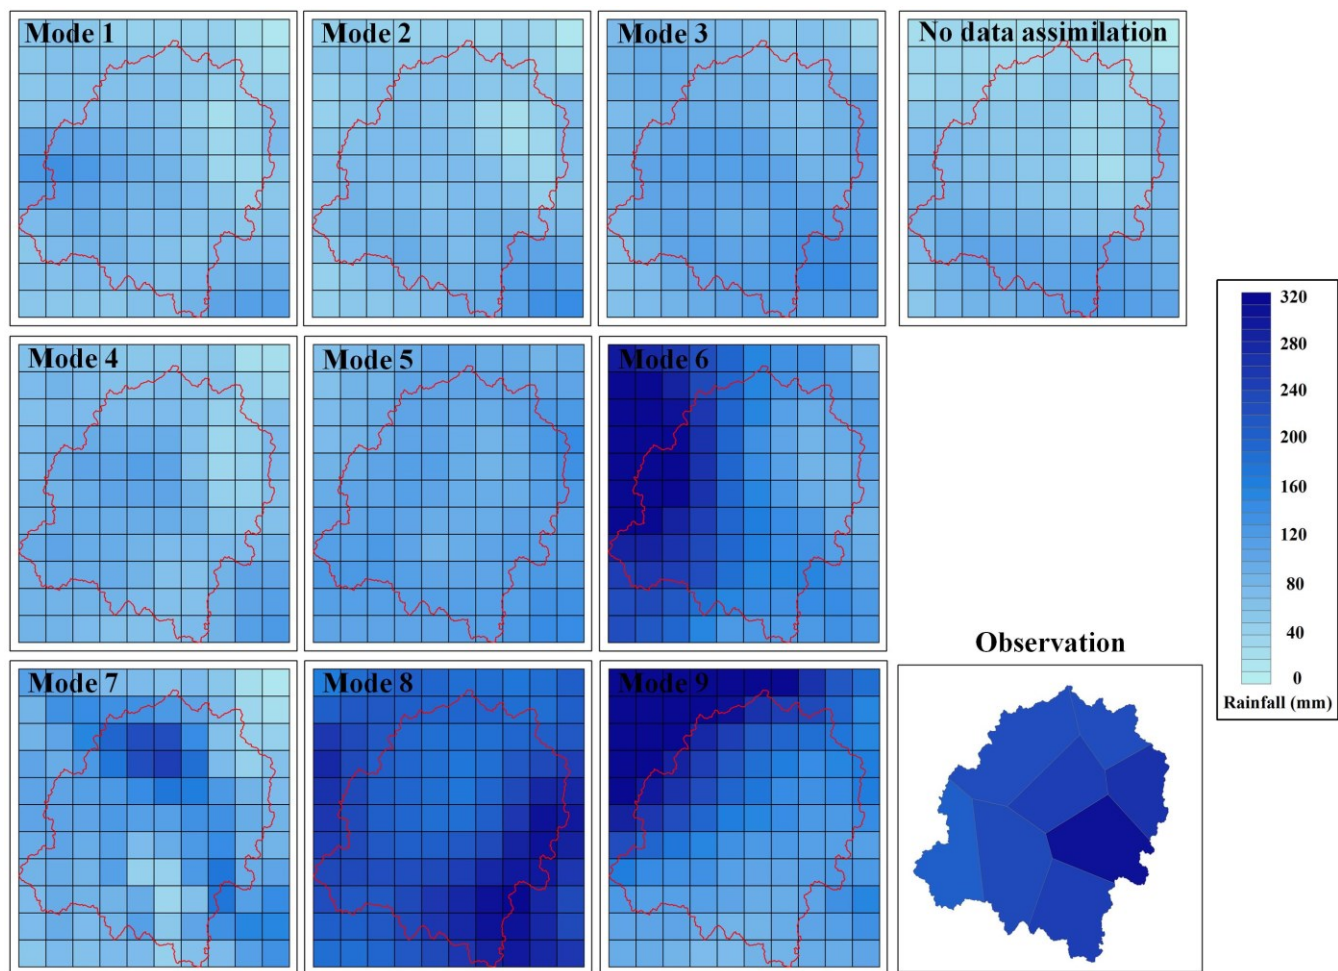 Mode 1
Mode 2
Mode 3
No data assimilation
Mode 4
Mode 5
Mode 6
320
280
240
200
160
120
80
40
0
Rainfall (mm)
Mode 7
Mode 8
Mode 9
Observation